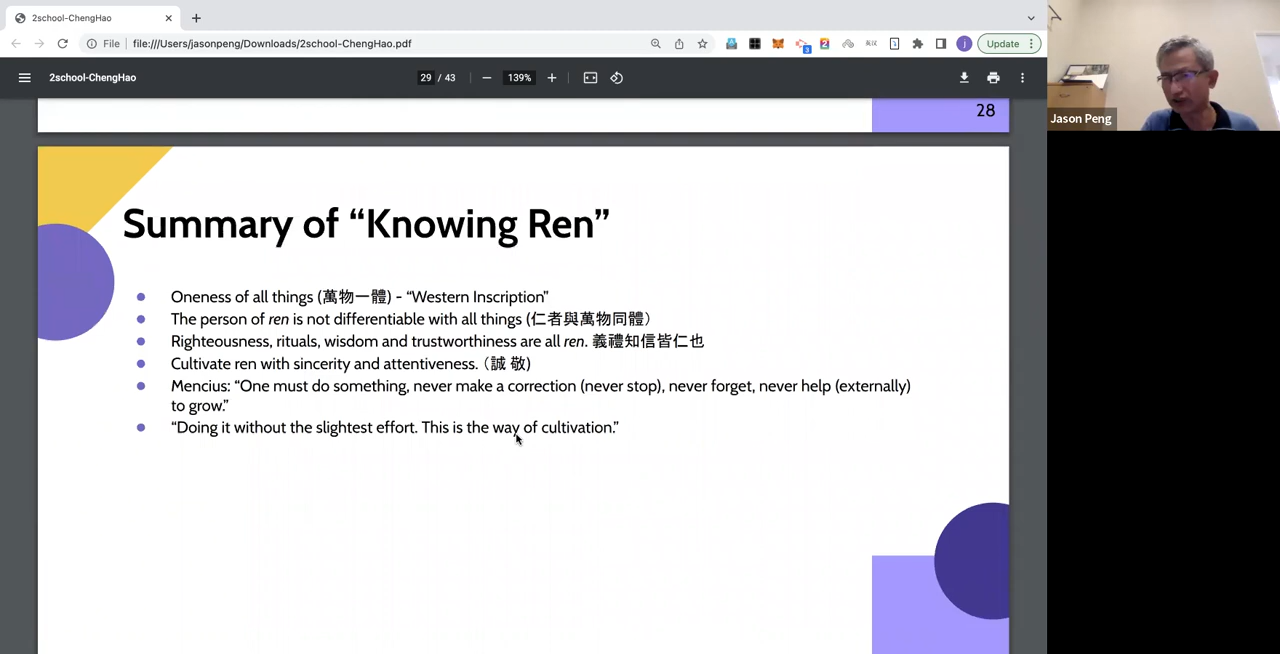 2school-ChengHao
File
file:///Users/jasonpeng/Downloads/2school-ChengHao.pdf
Update
2school-ChengHao
29 / 43
139%
28
Jason Peng
Summary of “Knowing Ren”
Oneness of all things (萬物一體) - “Western Inscription”
The person of ren is not differentiable with all things (仁者與萬物同體)
Righteousness, rituals, wisdom and trustworthiness are all ren. 義禮知信皆仁也
Cultivate ren with sincerity and attentiveness. (誠 敬)
Mencius: “One must do something, never make a correction (never stop), never forget, never help (externally)
to grow.”
“Doing it without the slightest effort. This is the way of cultivation.”